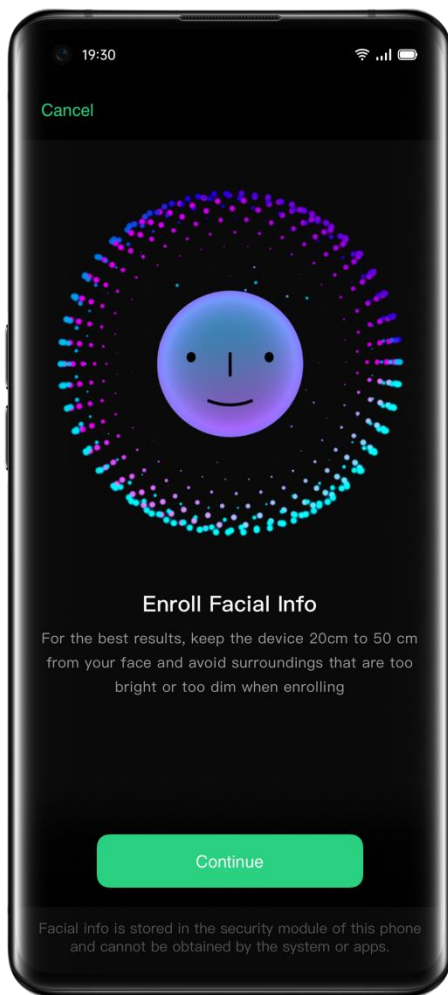 19:30
Cancel
Enroll Facial Info
For the best results, keep the device 20cm to 50 cm
from your face and avoid surroundings that are too
bright or too dim when enrolling
Continue
Facial info is stored in the security module of this phone
and cannot be obtained by the system or apps.